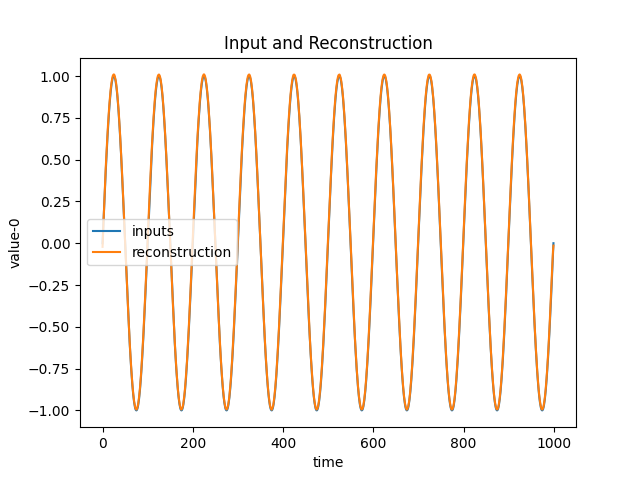 Input and Reconstruction
1.00
0.75
0.50
0.25
0.00
−0.25
−0.50
−0.75
−1.00
value-0
inputs
reconstruction
0 200 400 600 800 1000
time